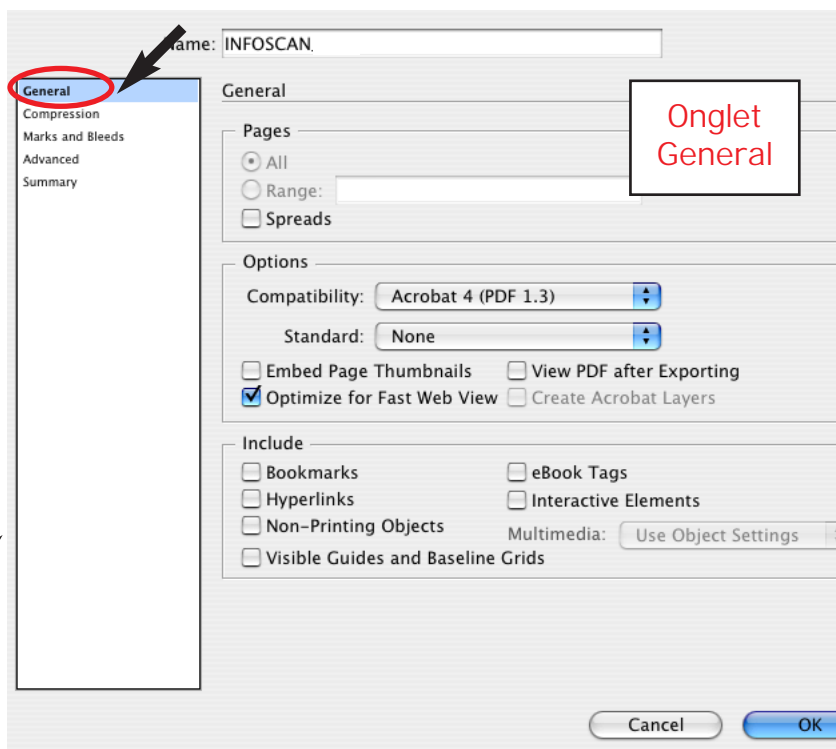 Name: INFOSCAN
General
Compression
Marks and Bleeds
Advanced
Summary
General
Onglet
General
Pages
All
Range:
Spreads
Options
Compatibility: Acrobat 4 (PDF 1.3)
Standard: None
Embed Page Thumbnails View PDF after Exporting
Optimize for Fast Web View Create Acrobat Layers
Include
Bookmarks eBook Tags
Hyperlinks Interactive Elements
Non-Printing Objects Multimedia: Use Object Settings
Visible Guides and Baseline Grids
Cancel OK